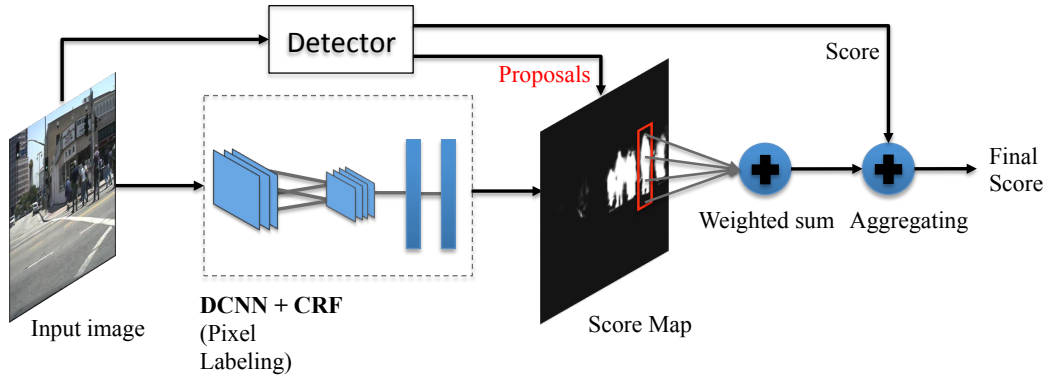 Detector
Score
Proposals
Final
Score
Weighted sum
Aggregating
Input image
DCNN + CRF
(Pixel
Labeling)
Score Map